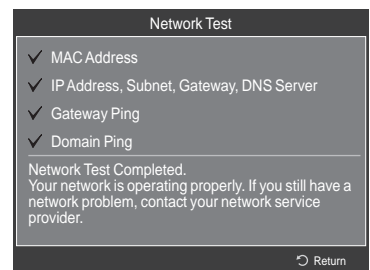 Network Test
MAC Address
IP Address, Subnet, Gateway, DNS Server
Gateway Ping
Domain Ping
Network Test Completed.
Your network is operating properly. If you still have a
network problem, contact your network service
provider.
Return